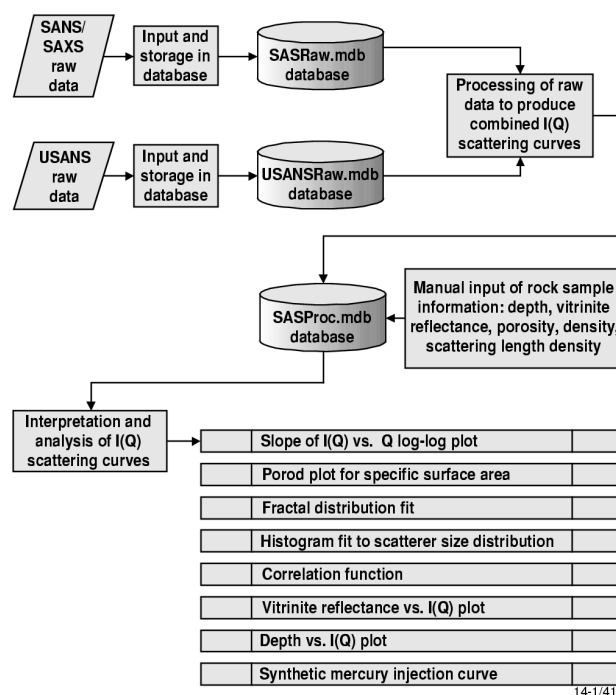 SANS/
SAXS
raw
data
Input and
storage in
database
SASRaw.mdb
database
Processing of raw
data to produce
combined I(Q)
scattering curves
USANS
raw
data
Input and
storage in
database
USANSRaw.mdb
database
SASProc.mdb
database
Manual input of rock sample
information: depth, vitrinite
reflectance, porosity, density,
scattering length density
Interpretation and
analysis of I(Q)
scattering curves
Slope of I(Q) vs. Q log-log plot
Porod plot for specific surface area
Fractal distribution fit
Histogram fit to scatterer size distribution
Correlation function
Vitrinite reflectance vs. I(Q) plot
Depth vs. I(Q) plot
Synthetic mercury injection curve
14-1/41